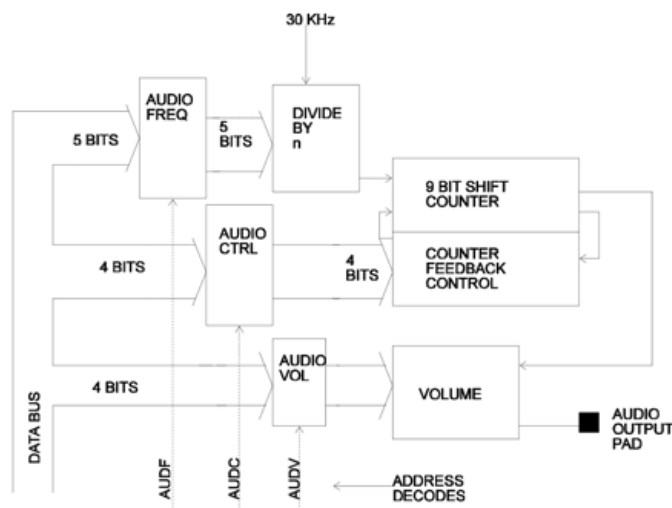 30 KHz
AUDIO
FREQ
5 BITS
5
BITS
DIVIDE
BY
n
9 BIT SHIFT
COUNTER
AUDIO
CTRL
4 BITS
4
BITS
COUNTER
FEEDBACK
CONTROL
AUDIO
VOL
4 BITS
VOLUME
AUDIO
OUTPUT
PAD
DATA BUS
AUDF
AUDC
AUDV
ADDRESS
DECODES